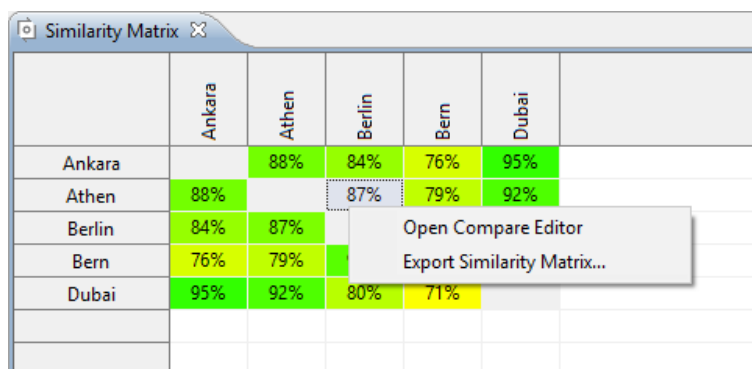 Similarity Matrix
Ankara Athen Berlin Bern Dubai
Ankara 88% 84% 76% 95%
Athen 88% 87% 79% 92%
Berlin 84% 87% Open Compare Editor
Bern 76% 79% Export Similarity Matrix...
Dubai 95% 92% 80% 71%